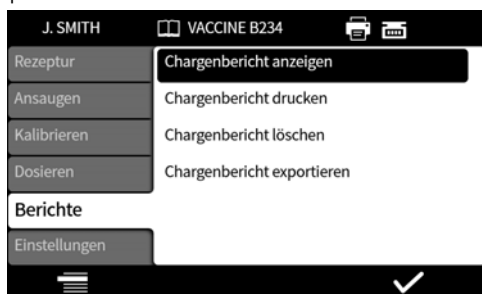 J. SMITH VACCINE B234
Rezeptur
Chargenbericht anzeigen
Ansaugen
Chargenbericht drucken
Kalibrieren
Chargenbericht löschen
Dosieren
Chargenbericht exportieren
Berichte
Einstellungen